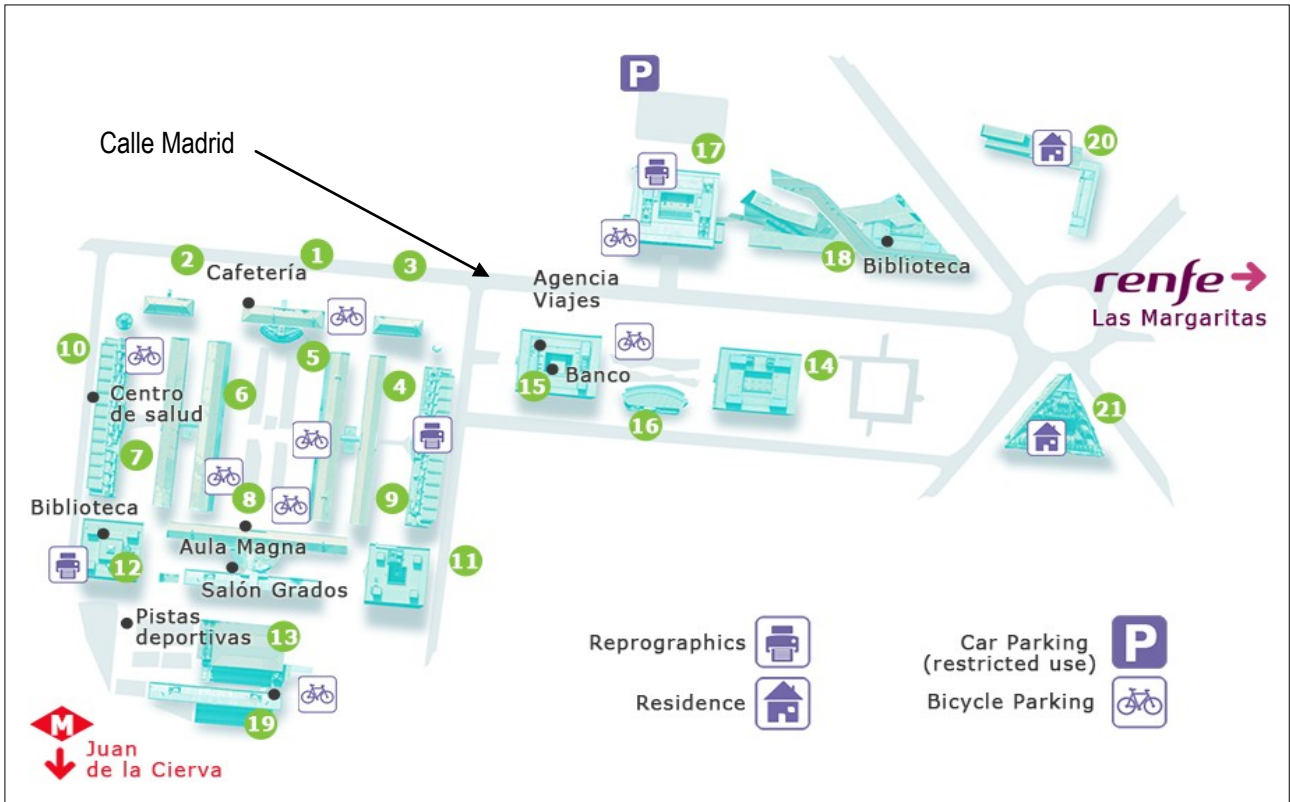 P
Calle Madrid
17
20
2
1
3
Cafetería
18
Biblioteca
Agencia
Viajes
renfe
Las Margaritas
10
5
6
4
15
Banco
14
16
21
Centro
de salud
7
8
9
Biblioteca
Aula Magna
12
11
Salón Grados
Pistas
deportivas
13
19
Reprographics
Residence
Car Parking
(restricted use)
P
Bicycle Parking
M
Juan
de la Cierva